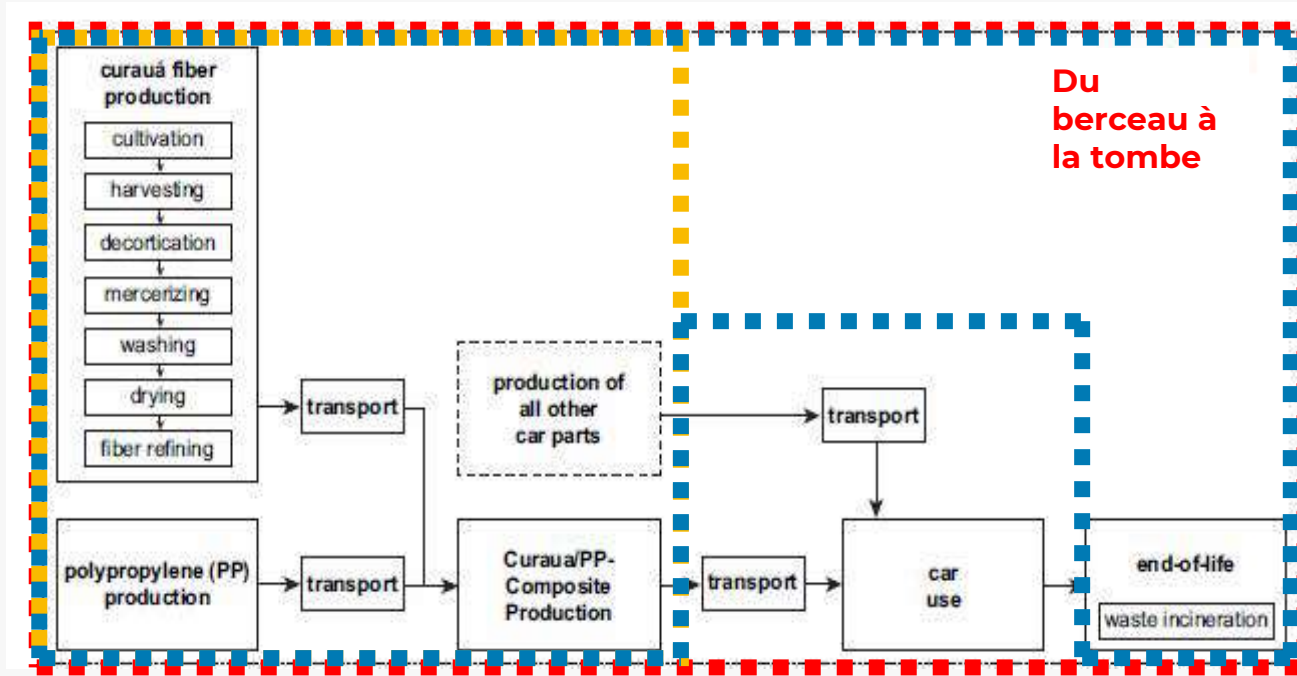 Du
berceau à
la tombe
curauá fiber
production
cultivation
harvesting
decortication
mercerizing
washing
drying
fiber refining
transport
production of
all other
car parts
transport
polypropylene (PP)
production
transport
Curaua/PP-
Composite
Production
transport
car
use
end-of-life
waste incineration